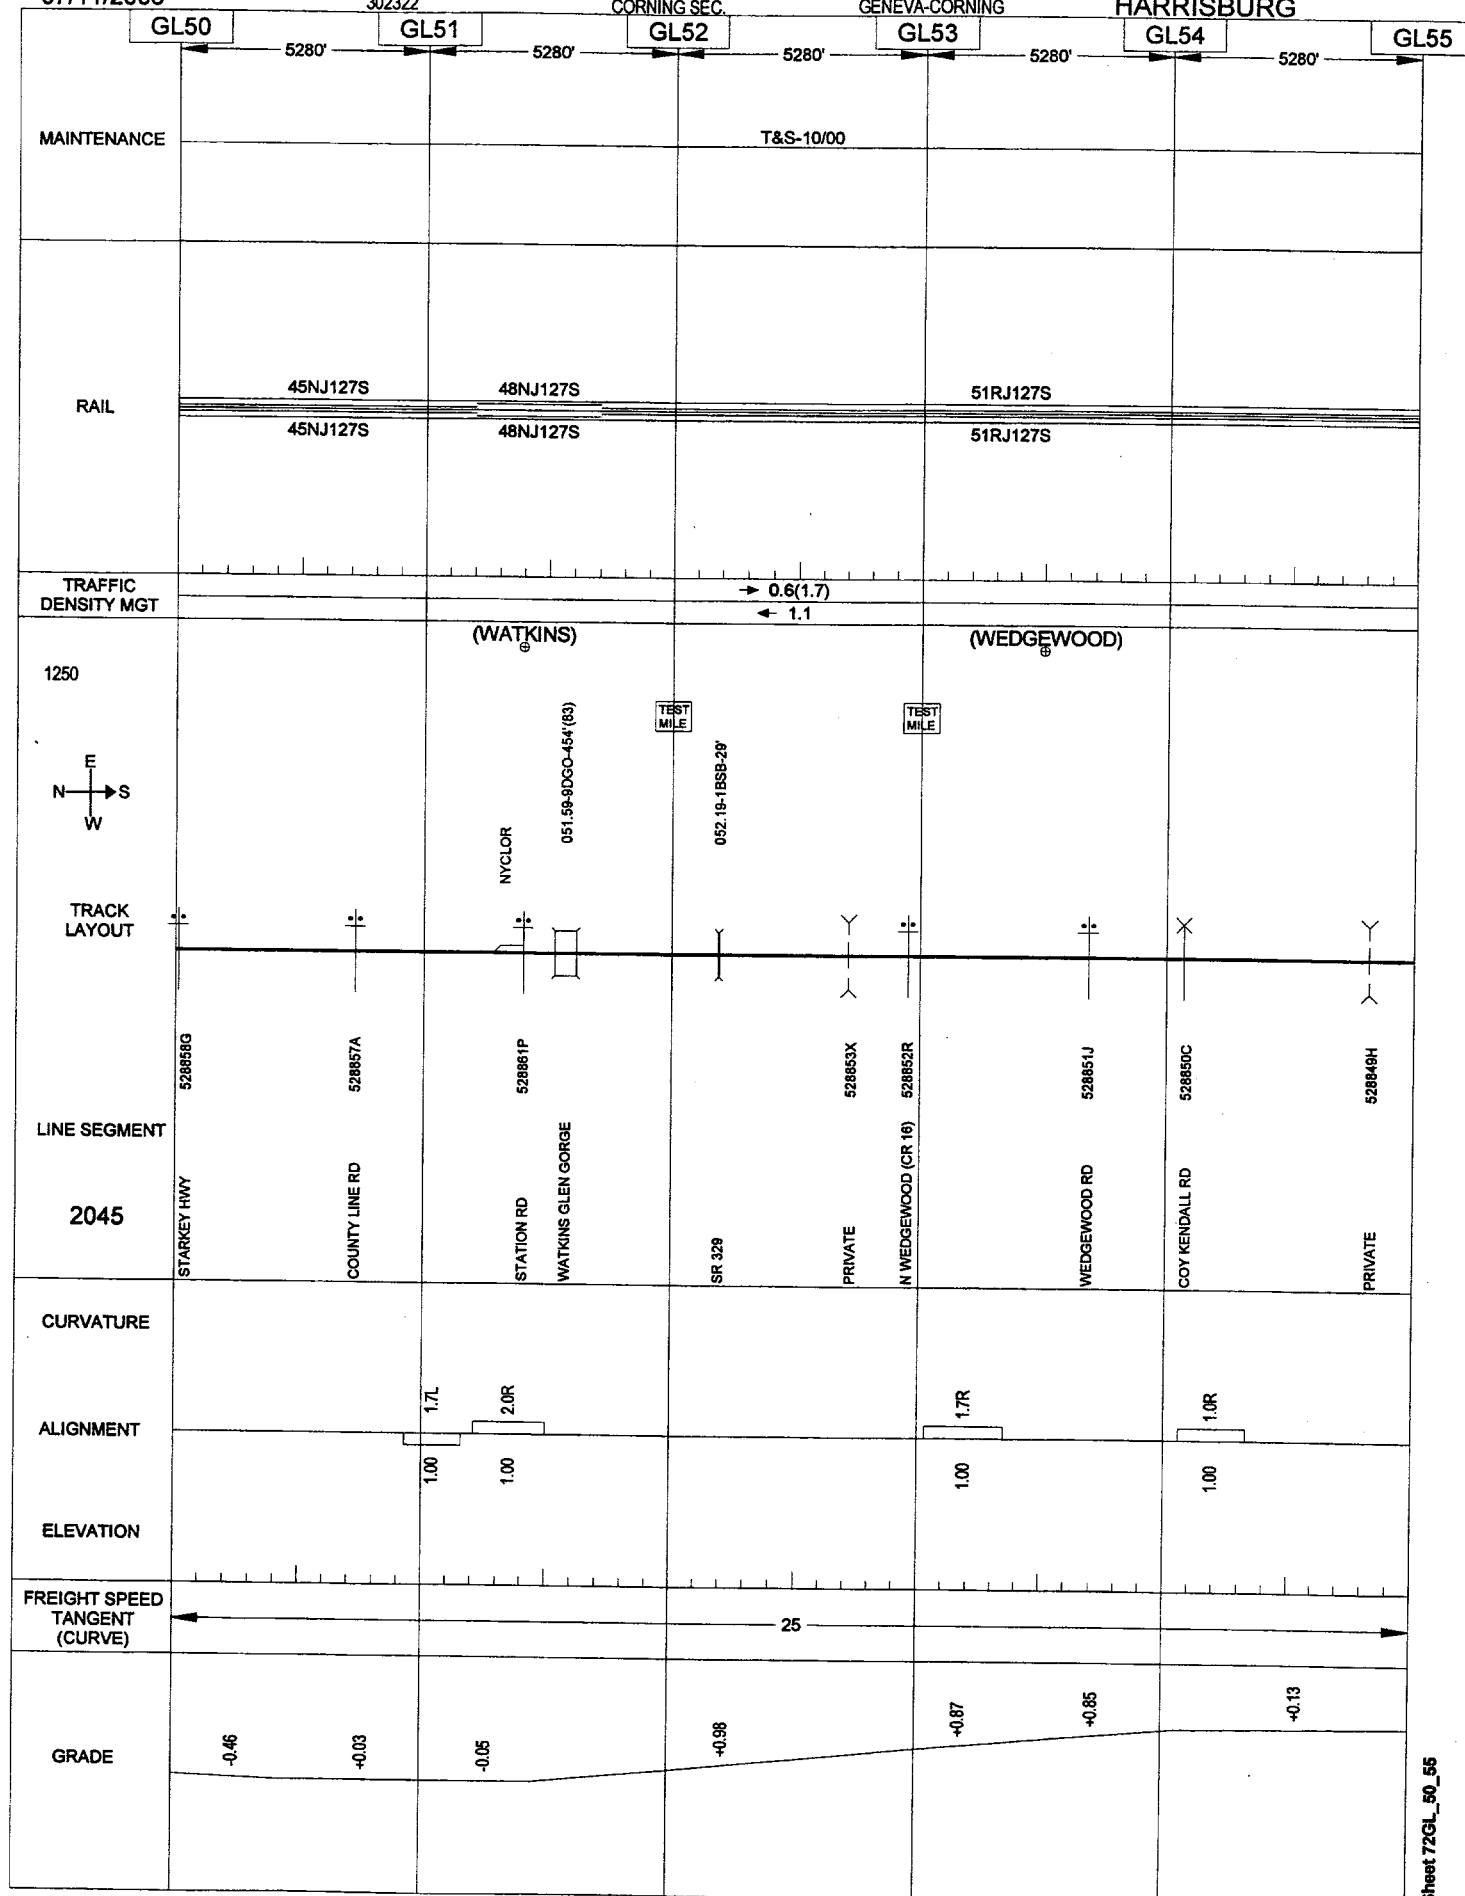 302322 CORNING SEC. GENEVA-CORNING HARRISBURG
GL50 GL51 GL52 GL53 GL54 GL55
5280' 5280' 5280' 5280' 5280'
MAINTENANCE
T&S-10/00
RAIL
45NJ127S 48NJ127S 51RJ127S
45NJ127S 48NJ127S 51RJ127S
TRAFFIC
DENSITY MGT
→ 0.6(1.7)
← 1.1
(WATKINS) (WEDGEWOOD)
1250
TEST
MILE
TEST
MILE
E
N S
W
051.59-9DGO-454'(83)
052.19-1BSB-29'
NYCLOR
TRACK
LAYOUT
528858G
528857A
528861P
528853X
528852R
528851J
528850C
528849H
LINE SEGMENT
2045
STARKEY HWY
COUNTY LINE RD
STATION RD
WATKINS GLEN GORGE
SR 329
PRIVATE
N WEDGEWOOD (CR 16)
WEDGEWOOD RD
COY KENDALL RD
PRIVATE
CURVATURE
1.7L 2.0R 1.7R 1.0R
ALIGNMENT
1.00 1.00 1.00 1.00
ELEVATION
FREIGHT SPEED
TANGENT
(CURVE)
25
GRADE
-0.46 +0.03 -0.05 +0.98 +0.87 +0.85 +0.13
Sheet 72GL_50_55